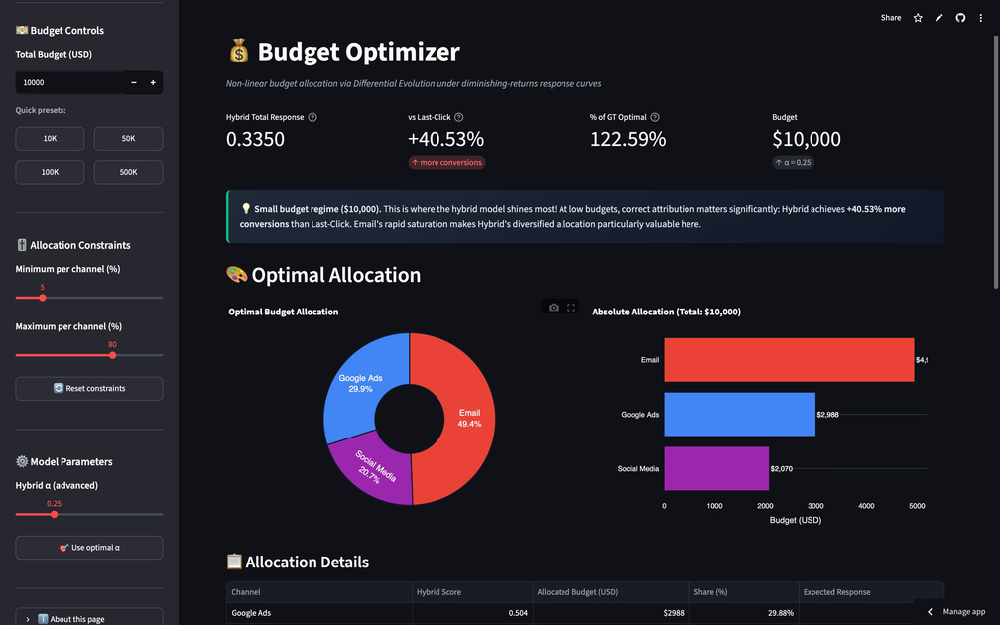 Budget Controls
Total Budget (USD)
10000
Quick presets:
10K
50K
100K
500K
Allocation Constraints
Minimum per channel (%)
5
Maximum per channel (%)
80
Reset constraints
Model Parameters
Hybrid α (advanced)
0.25
Use optimal α
About this page
Share
Budget Optimizer
Non-linear budget allocation via Differential Evolution under diminishing-returns response curves
Hybrid Total Response
0.3350
vs Last-Click
+40.53%
↑ more conversions
% of GT Optimal
122.59%
Budget
$10,000
↑ α = 0.25
Small budget regime ($10,000). This is where the hybrid model shines most! At low budgets, correct attribution matters significantly: Hybrid achieves +40.53% more
conversions than Last-Click. Email's rapid saturation makes Hybrid's diversified allocation particularly valuable here.
Optimal Allocation
Optimal Budget Allocation
Google Ads
29.9%
Email
49.4%
Social Media
20.7%
Absolute Allocation (Total: $10,000)
Email
Google Ads
$2,988
Social Media
$2,070
0
1000
2000
3000
4000
5000
Budget (USD)
Allocation Details
Channel
Hybrid Score
Allocated Budget (USD)
Share (%)
Expected Response
Google Ads
0.504
$2988
29.88%
Manage app